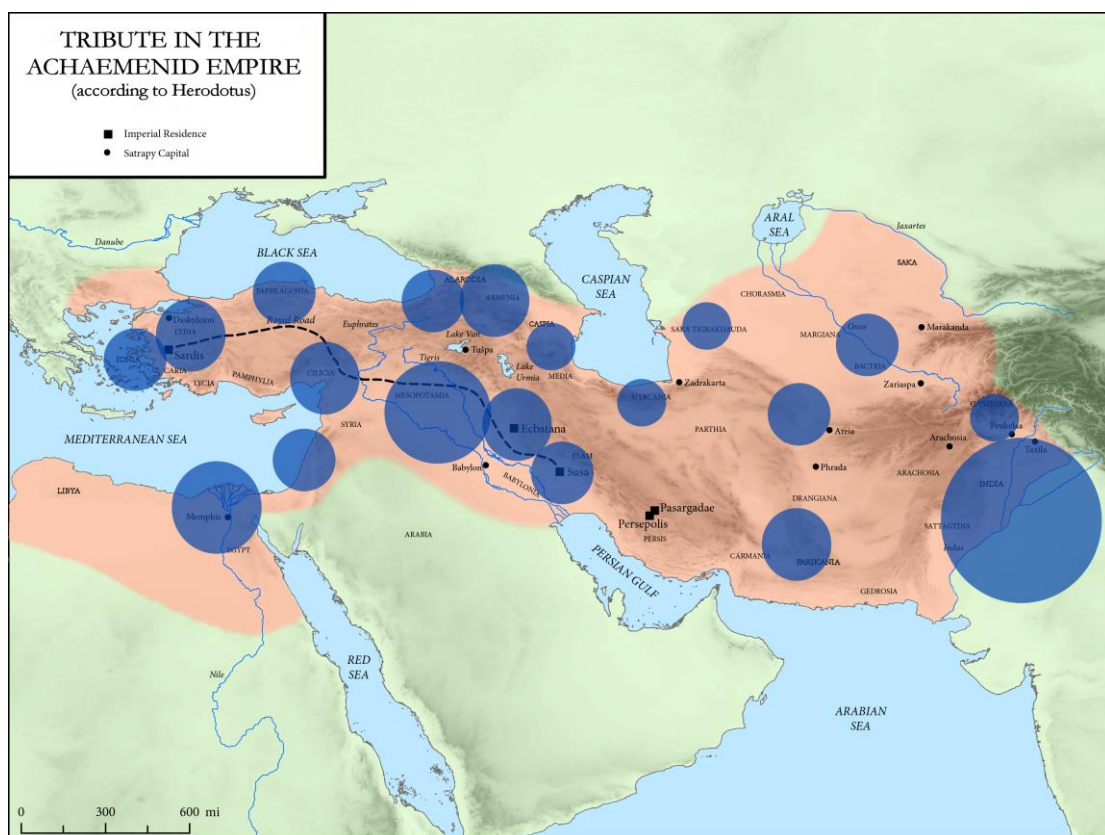 TRIBUTE IN THE
ACHAEMENID EMPIRE
(according to Herodotus)
Imperial Residence
Satrapy Capital
Danube
BLACK SEA
CASPIAN
SEA
ARAL
SEA
Jaxartes
SAKA
CHORASMIA
PAPHLAGONIA
ALARODIA
ARMENIA
Daskyleion
LYDIA
Royal Road
Euphrates
CASPIA
SAKA TIGRAKHAUDA
MARGIANA
Oxus
Marakanda
IONIA
Sardis
CARIA
LYCIA
PAMPHYLIA
CILICIA
Lake Van
Tušpa
Tigris
Lake
Urmia
MEDIA
BACTRIA
Zadrakarta
Zariaspa
MESOPOTAMIA
HYRCANIA
SYRIA
Ecbatana
PARTHIA
Areia
Peukelaa
Taxila
MEDITERRANEAN SEA
Arachosia
ELAM
Babylon
Susa
BABYLONIA
Phrada
ARACHOSIA
INDIA
LIBYA
Memphis
EGYPT
DRANGIANA
SATTAGYDIA
Pasargadae
Persepolis
PERSIS
ARABIA
CARMANIA
PARIKANIA
Indus
GEDROSIA
PERSIAN GULF
Nile
RED
SEA
ARABIAN
SEA
0 300 600 mi